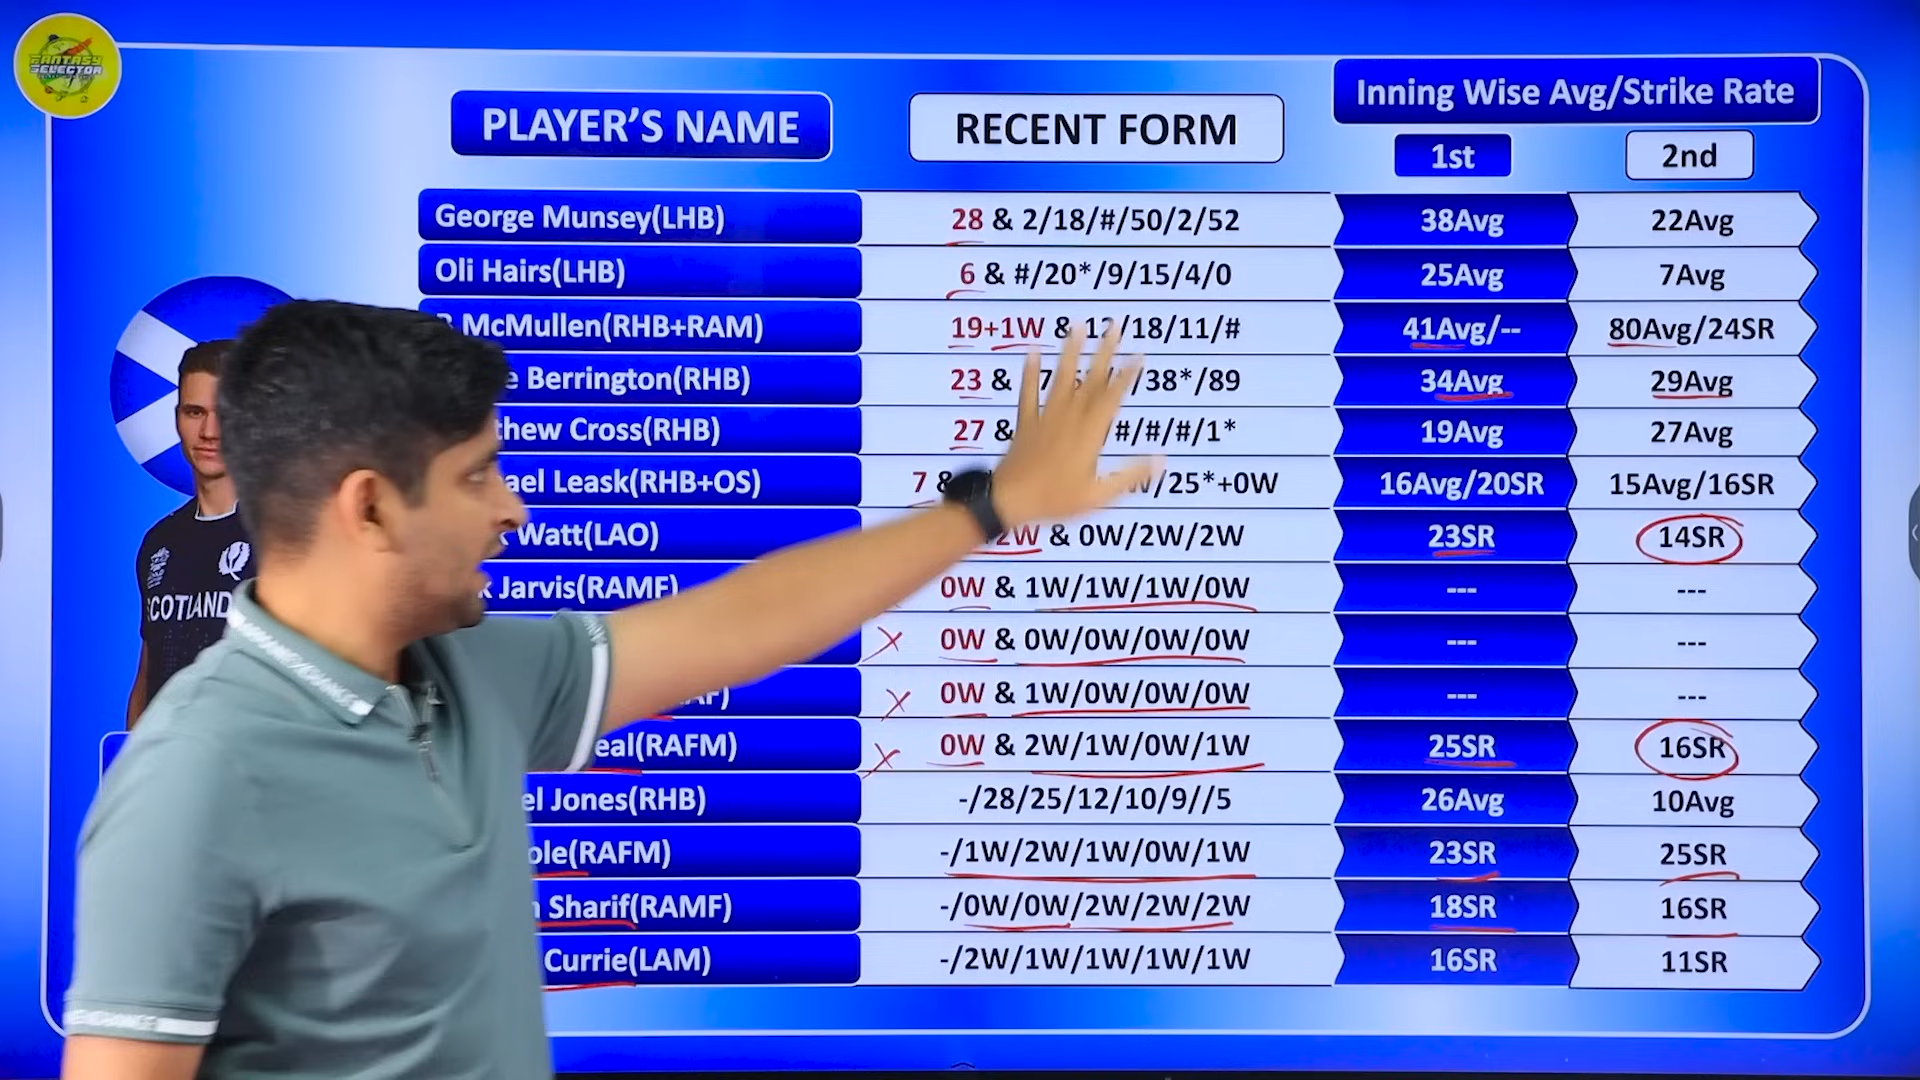 FANTASY
SELECTOR
Inning Wise Avg/Strike Rate
PLAYER'S NAME
RECENT FORM
1st
2nd
George Munsey(LHB)
28 & 2/18/#/50/2/52
38Avg
22Avg
Oli Hairs(LHB)
6 & #/20*/9/15/4/0
25Avg
7Avg
McMullen(RHB+RAM)
19+1W & 12/18/11/#
41Avg/--
80Avg/24SR
Berrington(RHB)
23 & /38*/89
34Avg
29Avg
thew Cross(RHB)
27 & /#/#/#/1*
19Avg
27Avg
ael Leask(RHB+OS)
7 & /25*+0W
16Avg/20SR
15Avg/16SR
Watt(LAO)
2W & 0W/2W/2W
23SR
14SR
Jarvis(RAMF)
0W & 1W/1W/1W/0W
---
---
0W & 0W/0W/0W/0W
---
---
0W & 1W/0W/0W/0W
---
---
eal(RAFM)
0W & 2W/1W/0W/1W
25SR
16SR
el Jones(RHB)
-/28/25/12/10/9//5
26Avg
10Avg
ole(RAFM)
-/1W/2W/1W/0W/1W
23SR
25SR
Sharif(RAMF)
-/0W/0W/2W/2W/2W
18SR
16SR
Currie(LAM)
-/2W/1W/1W/1W/1W
16SR
11SR
COTLAND